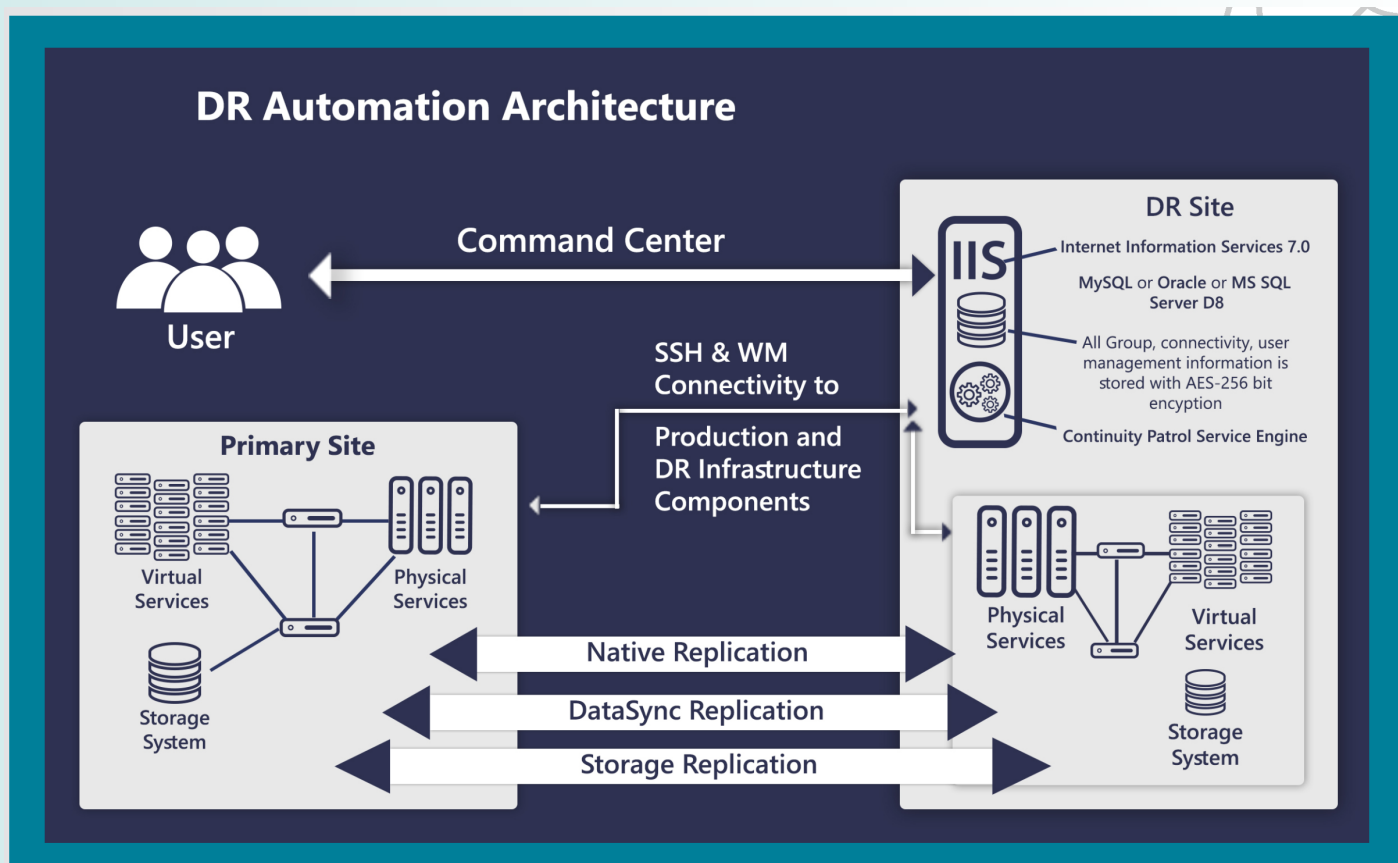 DR Automation Architecture
Command Center
User
SSH & WM
Connectivity to
Production and
DR Infrastructure
Components
DR Site
IIS
Internet Information Services 7.0
MySQL or Oracle or MS SQL
Server D8
All Group, connectivity, user
management information is
stored with AES-256 bit
encyption
Continuity Patrol Service Engine
Primary Site
Virtual
Services
Physical
Services
Storage
System
Physical
Services
Virtual
Services
Storage
System
Native Replication
DataSync Replication
Storage Replication